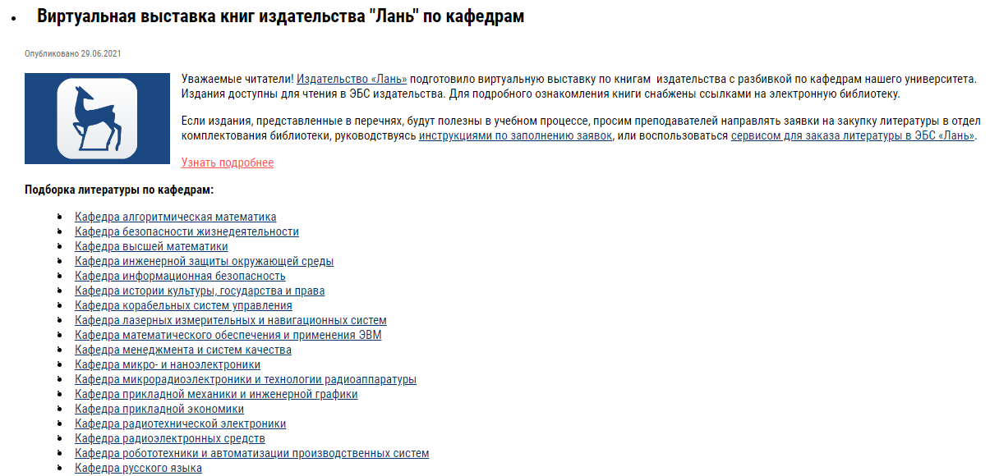 Виртуальная выставка книг издательства "Лань" по кафедрам
Опубликовано 29.06.2021
Уважаемые читатели! Издательство «Лань» подготовило виртуальную выставку по книгам издательства с разбивкой по кафедрам нашего университета.
Издания доступны для чтения в ЭБС издательства. Для подробного ознакомления книги снабжены ссылками на электронную библиотеку.
Если издания, представленные в перечнях, будут полезны в учебном процессе, просим преподавателей направлять заявки на закупку литературы в отдел
комплектования библиотеки, руководствуясь инструкциями по заполнению заявок, или воспользоваться сервисом для заказа литературы в ЭБС «Лань».
Узнать подробнее
Подборка литературы по кафедрам:
Кафедра алгоритмическая математика
Кафедра безопасности жизнедеятельности
Кафедра высшей математики
Кафедра инженерной защиты окружающей среды
Кафедра информационная безопасность
Кафедра истории культуры, государства и права
Кафедра корабельных систем управления
Кафедра лазерных измерительных и навигационных систем
Кафедра математического обеспечения и применения ЭВМ
Кафедра менеджмента и систем качества
Кафедра микро- и наноэлектроники
Кафедра микрорадиоэлектроники и технологии радиоаппаратуры
Кафедра прикладной механики и инженерной графики
Кафедра прикладной экономики
Кафедра радиотехнической электроники
Кафедра радиоэлектронных средств
Кафедра робототехники и автоматизации производственных систем
Кафедра русского языка